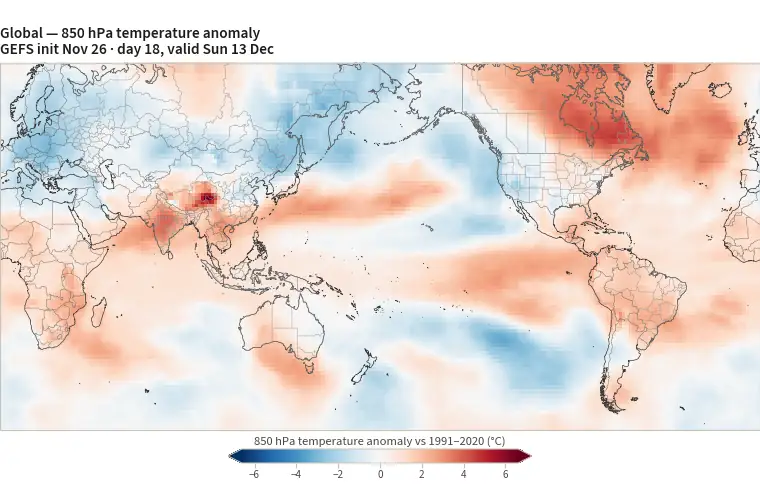 Global — 850 hPa temperature anomaly
GEFS init Nov 26 · day 18, valid Sun 13 Dec
850 hPa temperature anomaly vs 1991–2020 (°C)
−6 −4 −2 0 2 4 6